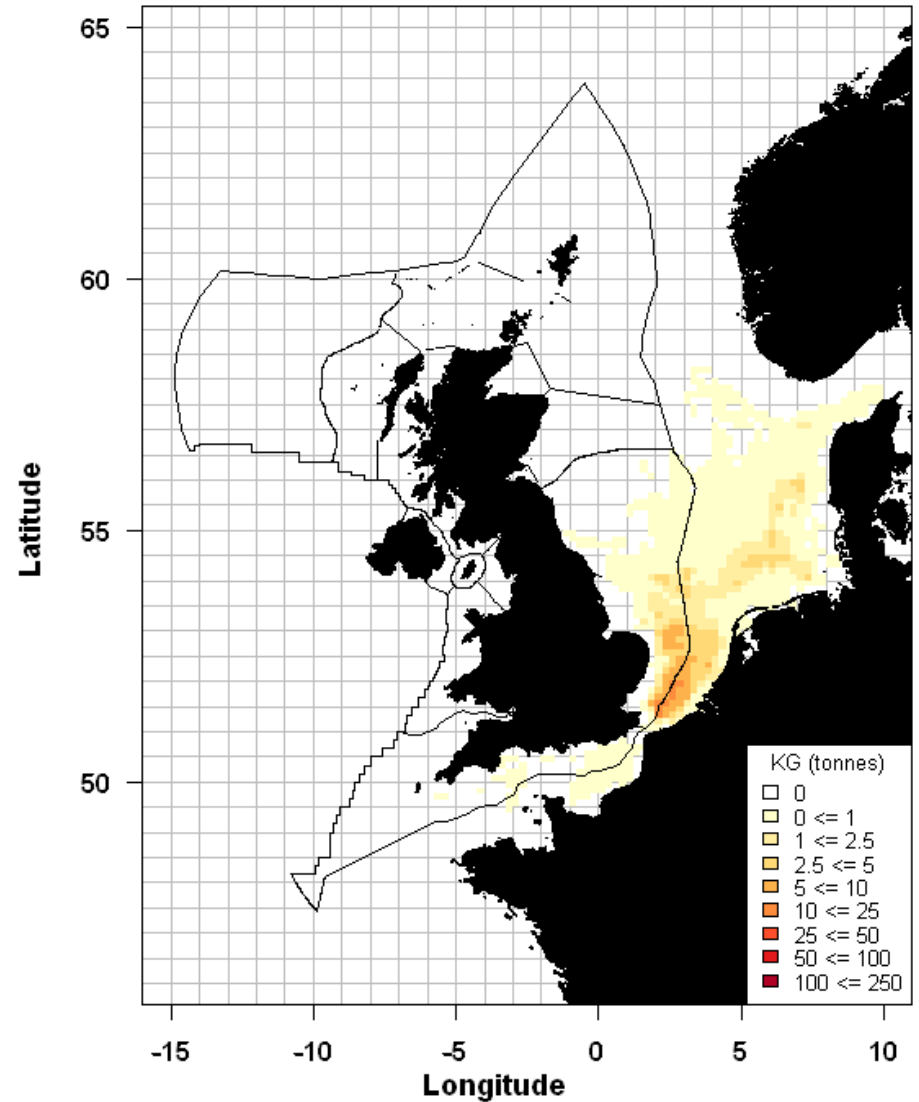 65
60
55
50
Latitude
KG (tonnes)
0
0 <= 1
1 <= 2.5
2.5 <= 5
5 <= 10
10 <= 25
25 <= 50
50 <= 100
100 <= 250
-15 -10 -5 0 5 10
Longitude